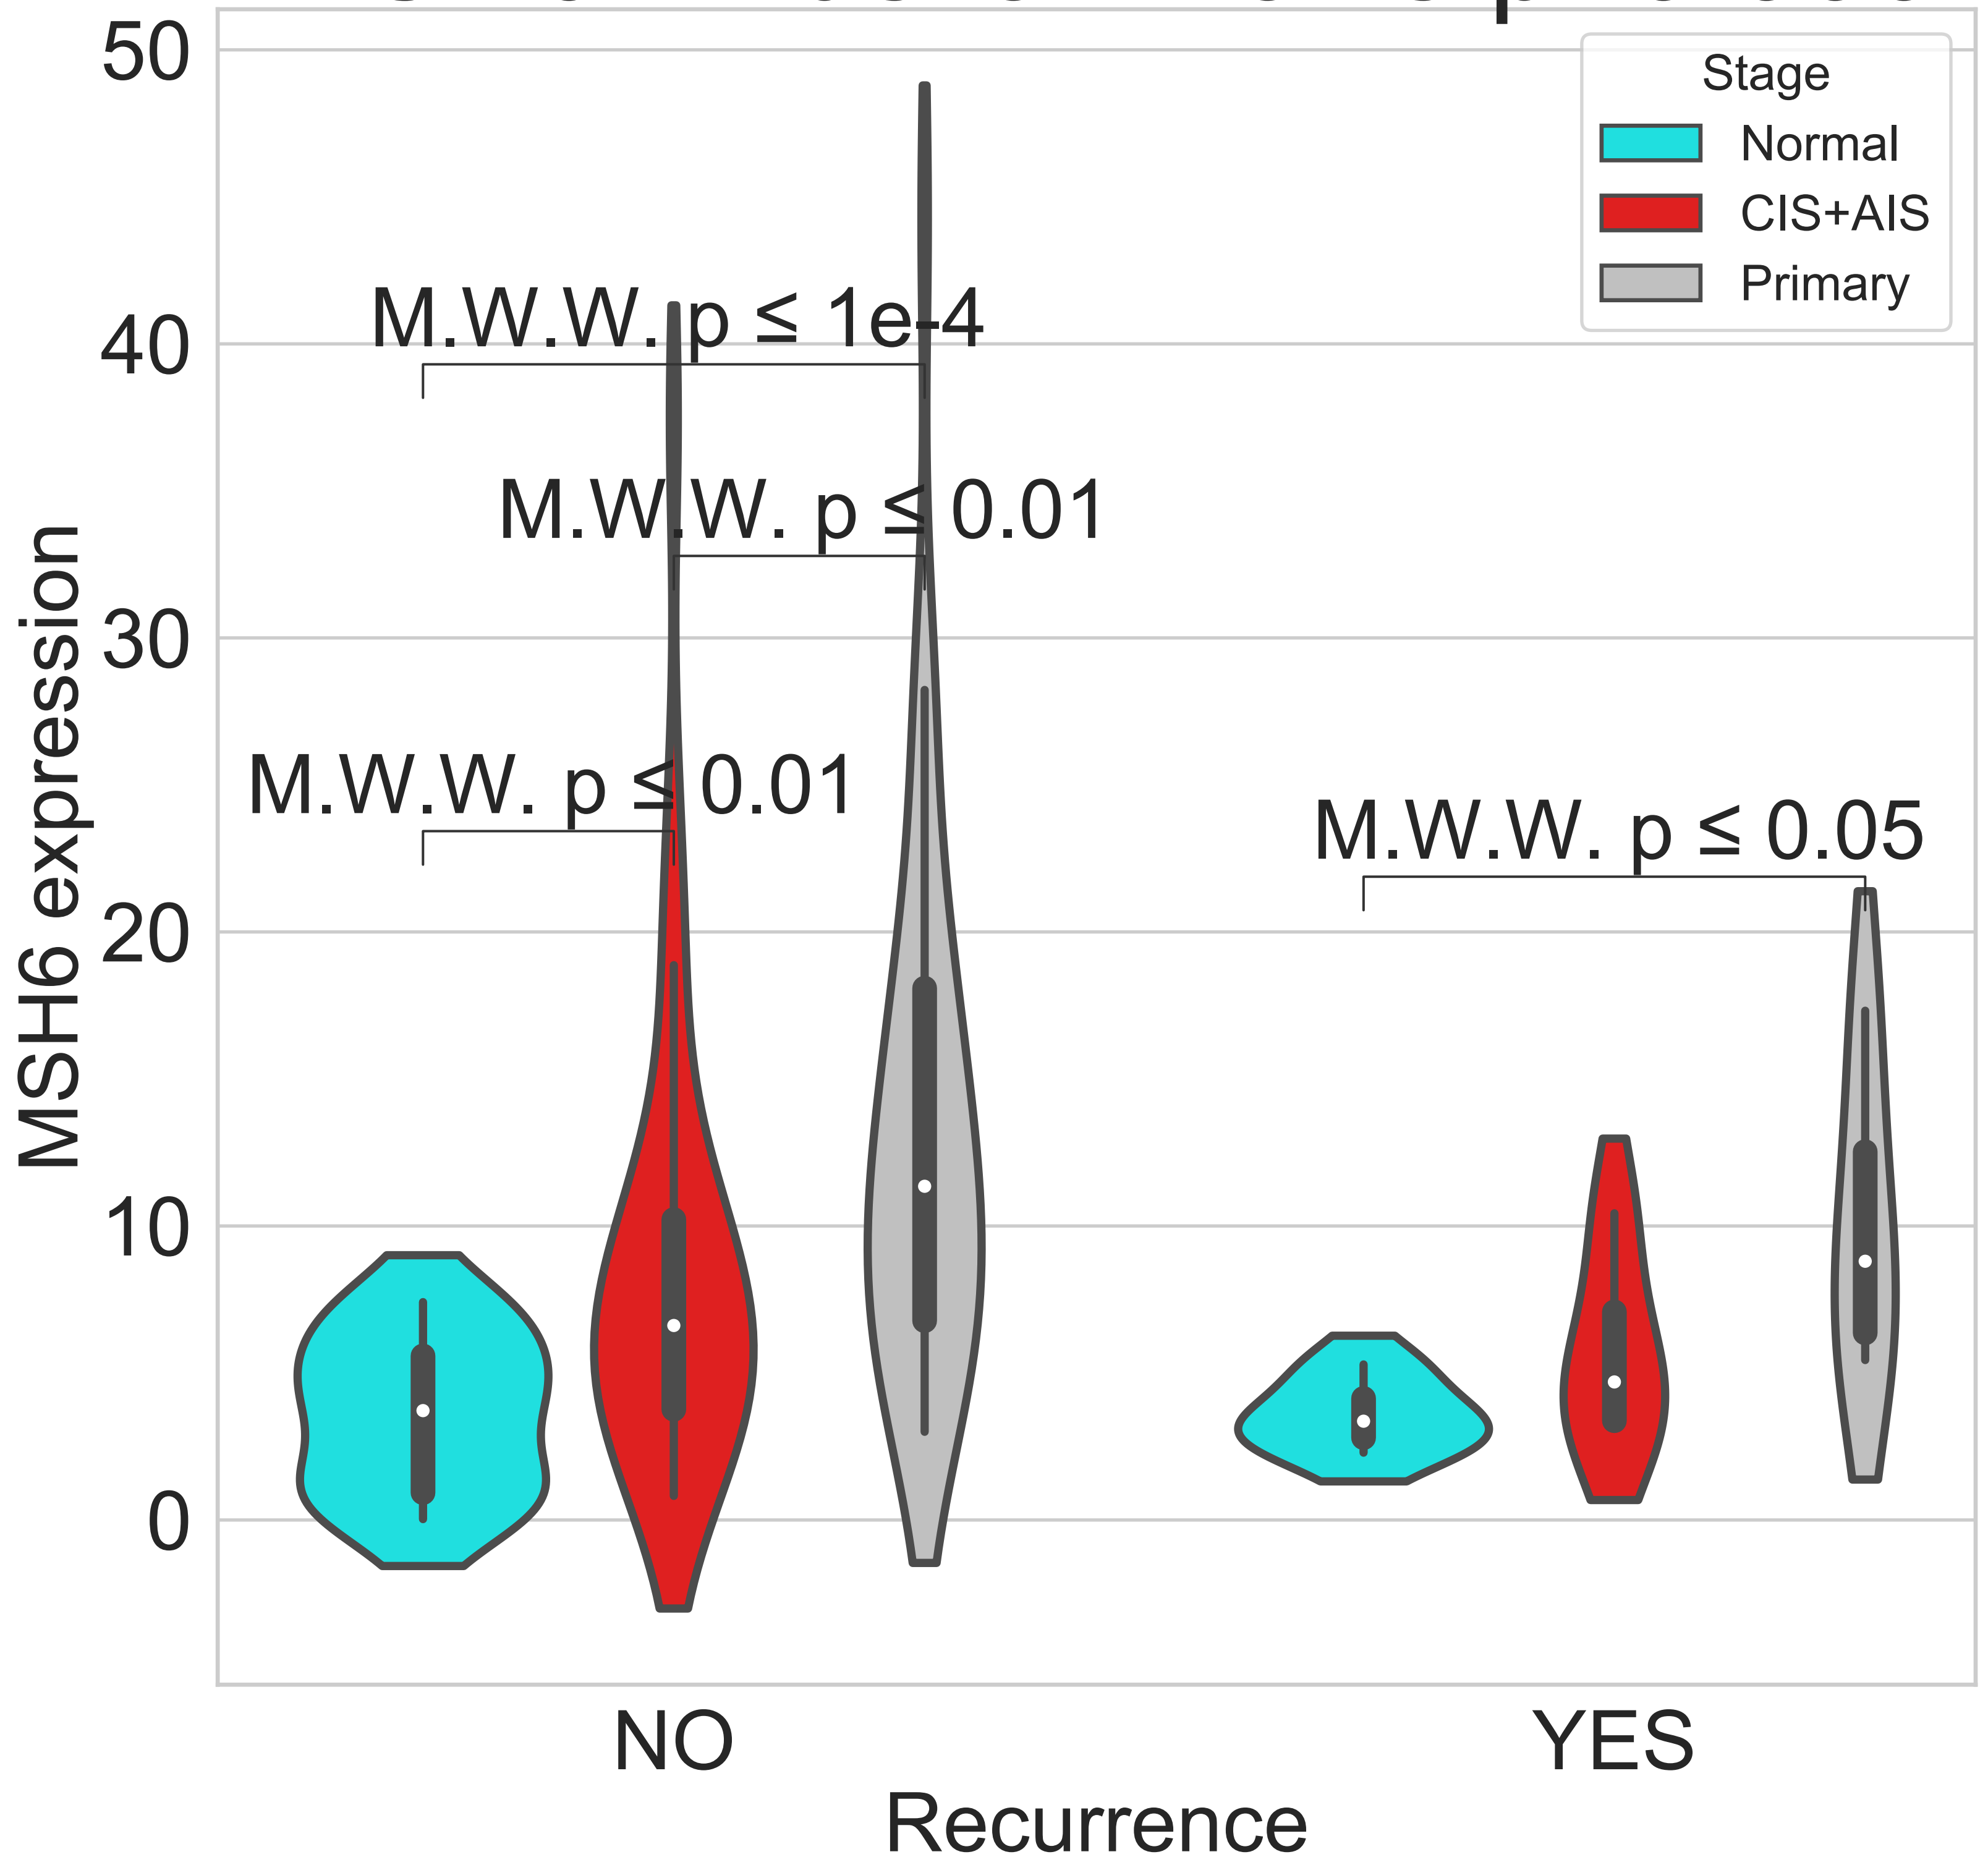 50
Stage
Normal
CIS+AIS
Primary
M.W.W. p ≤ 1e-4
40
M.W.W. p ≤ 0.01
30
M.W.W. p ≤ 0.01
M.W.W. p ≤ 0.05
20
10
0
MSH6 expression
NO
YES
Recurrence